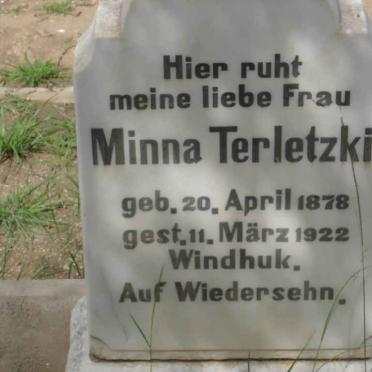 Hier ruht
meine liebe Frau
Minna Terletzki
geb. 20. April 1878
gest. 11. März 1922
Windhuk.
Auf Wiedersehn.